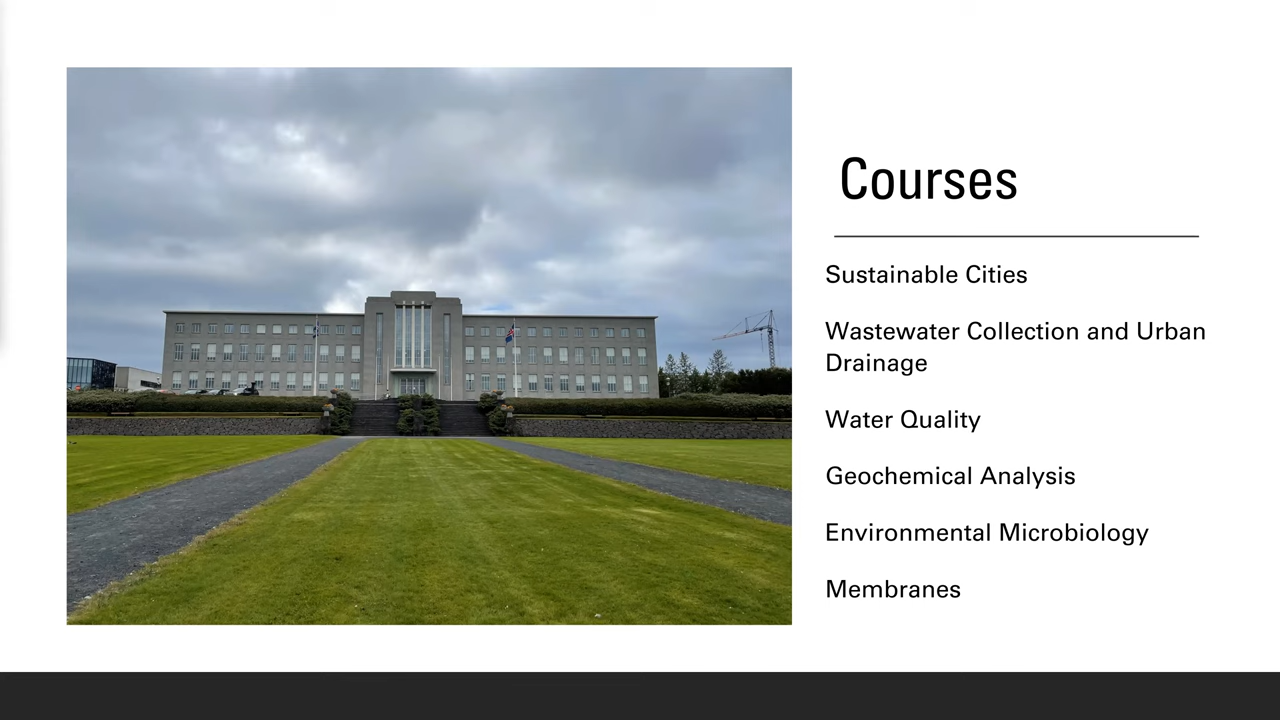 Courses
Sustainable Cities
Wastewater Collection and Urban
Drainage
Water Quality
Geochemical Analysis
Environmental Microbiology
Membranes